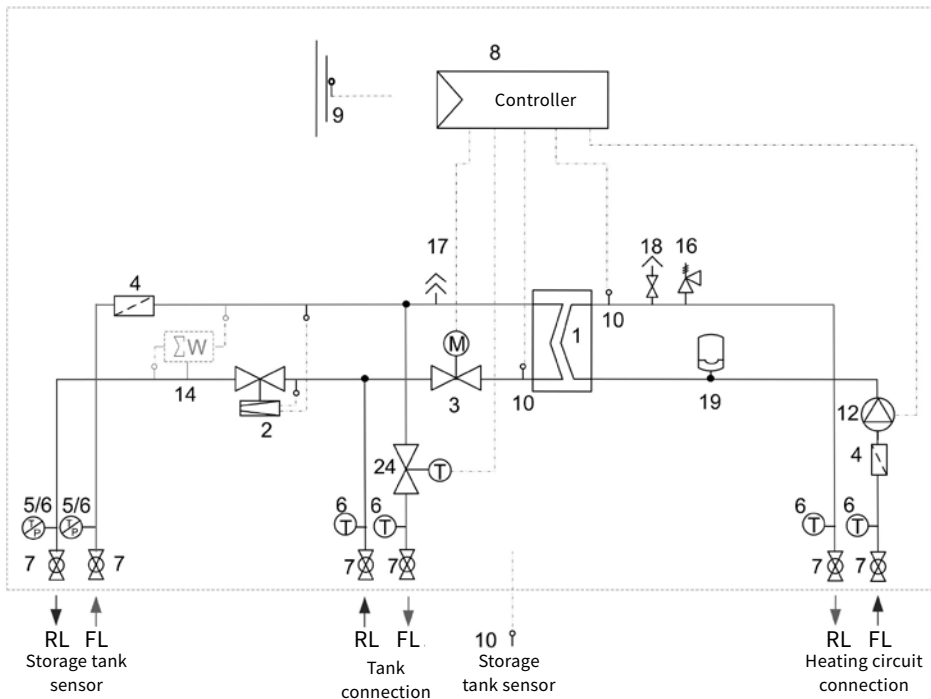 8
Controller
9
17
18 16
4
10
1
ΣW
M
14
2
3
10
19
12
4
24
T
5/6 5/6
T
P
T
P
6
T
6
T
6
T
6
T
7
7
7
7
7
7
RL FL
Storage tank
sensor
RL FL
Tank
connection
10
Storage
tank sensor
RL FL
Heating circuit
connection